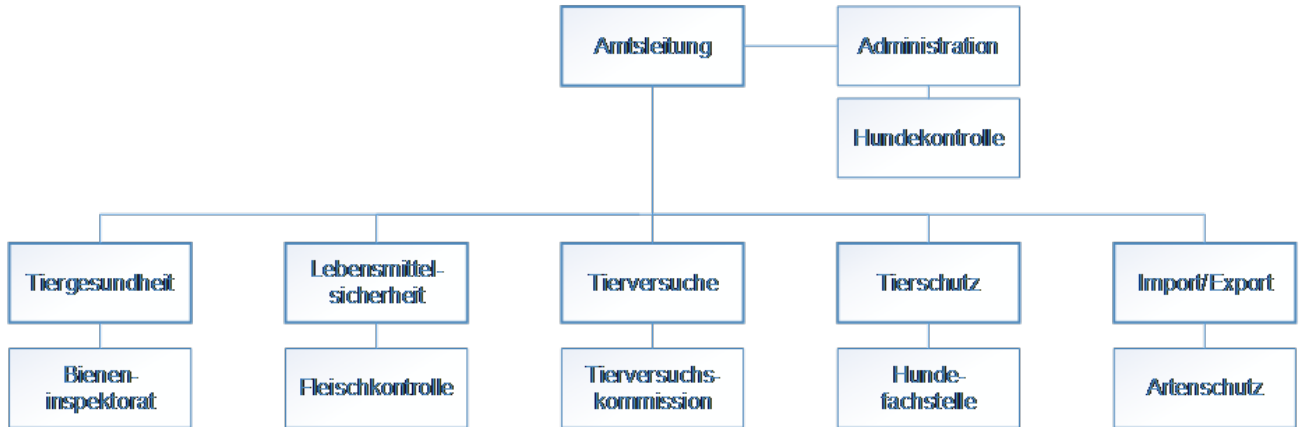 Amtsleitung
Administration
Hundekontrolle
Tiergesundheit
Lebensmittel-
sicherheit
Tierversuche
Tierschutz
Import/Export
Bienen-
inspektorat
Fleischkontrolle
Tierversuchs-
kommission
Hunde-
fachstelle
Artenschutz